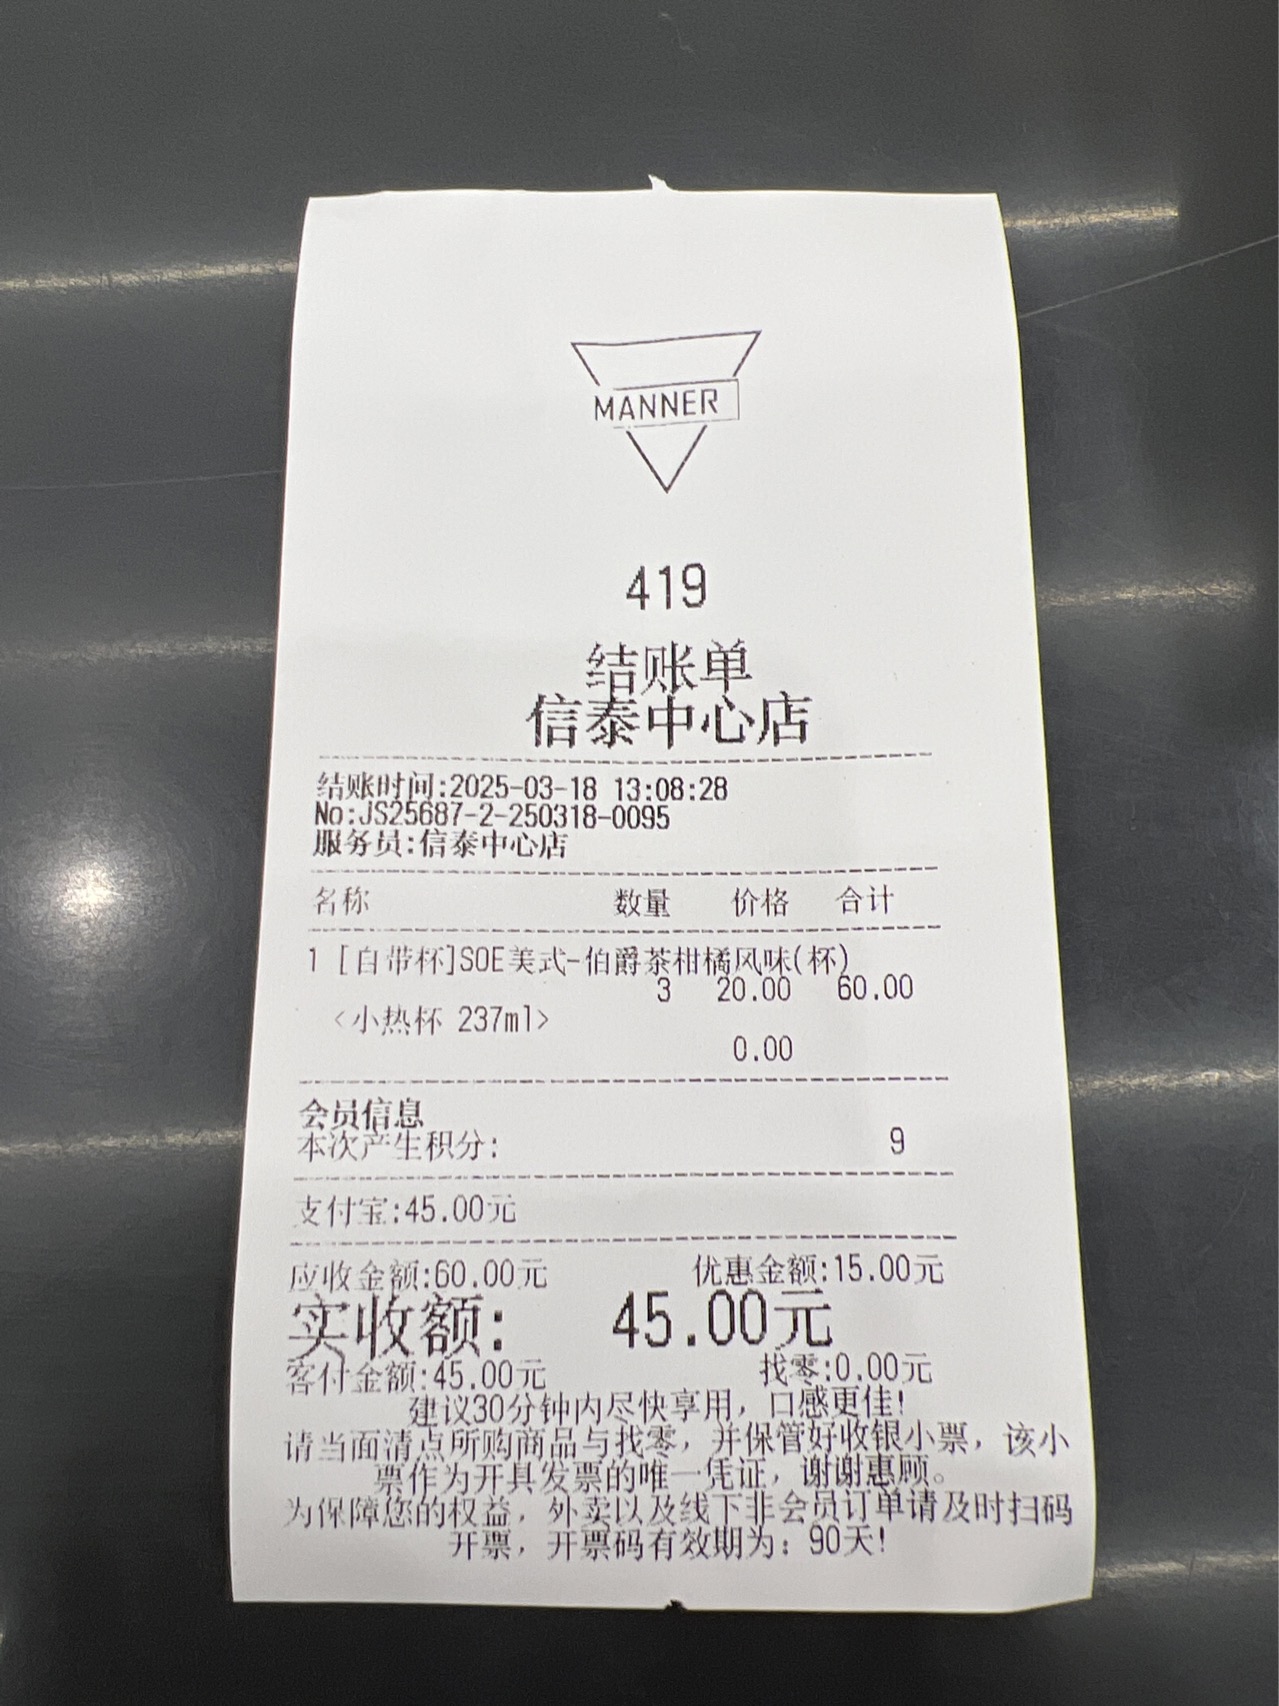 MANNER
419
结账单
信泰中心店
结账时间:2025-03-18 13:08:28
No:JS25687-2-250318-0095
服务员:信泰中心店
名称 数量 价格 合计
1 [自带杯]SOE美式-伯爵茶柑橘风味(杯)
3 20.00 60.00
<小热杯 237ml>
0.00
会员信息
本次产生积分: 9
支付宝:45.00元
应收金额:60.00元 优惠金额:15.00元
实收额: 45.00元
客付金额:45.00元 找零:0.00元
建议30分钟内尽快享用，口感更佳!
请当面清点所购商品与找零，并保管好收银小票，该小
票作为开具发票的唯一凭证，谢谢惠顾。
为保障您的权益，外卖以及线下非会员订单请及时扫码
开票，开票码有效期为：90天!